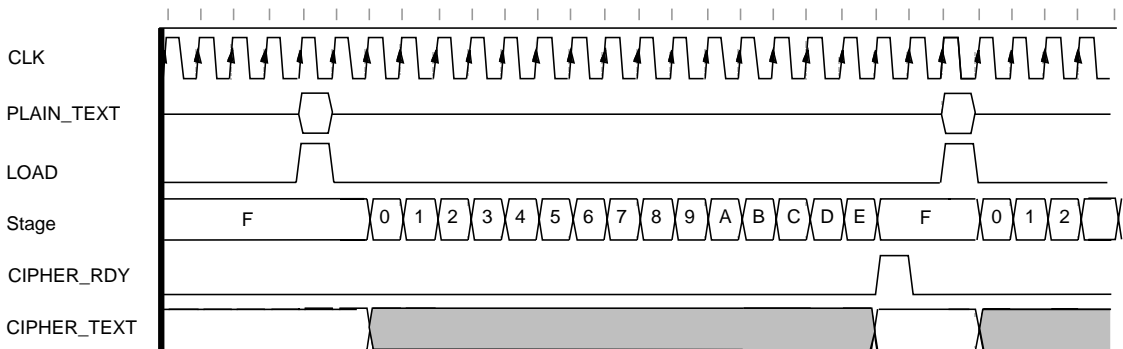 CLK
PLAIN_TEXT
LOAD
Stage F 0 1 2 3 4 5 6 7 8 9 A B C D E F 0 1 2
CIPHER_RDY
CIPHER_TEXT